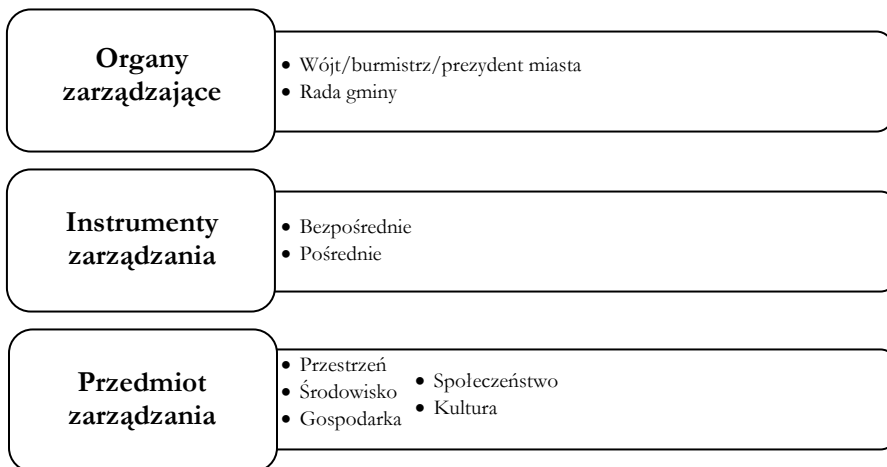 Organy
zarządzające
• Wójt/burmistrz/prezydent miasta
• Rada gminy
Instrumenty
zarządzania
• Bezpośrednie
• Pośrednie
Przedmiot
zarządzania
• Przestrzeń
• Środowisko
• Gospodarka
• Społeczeństwo
• Kultura